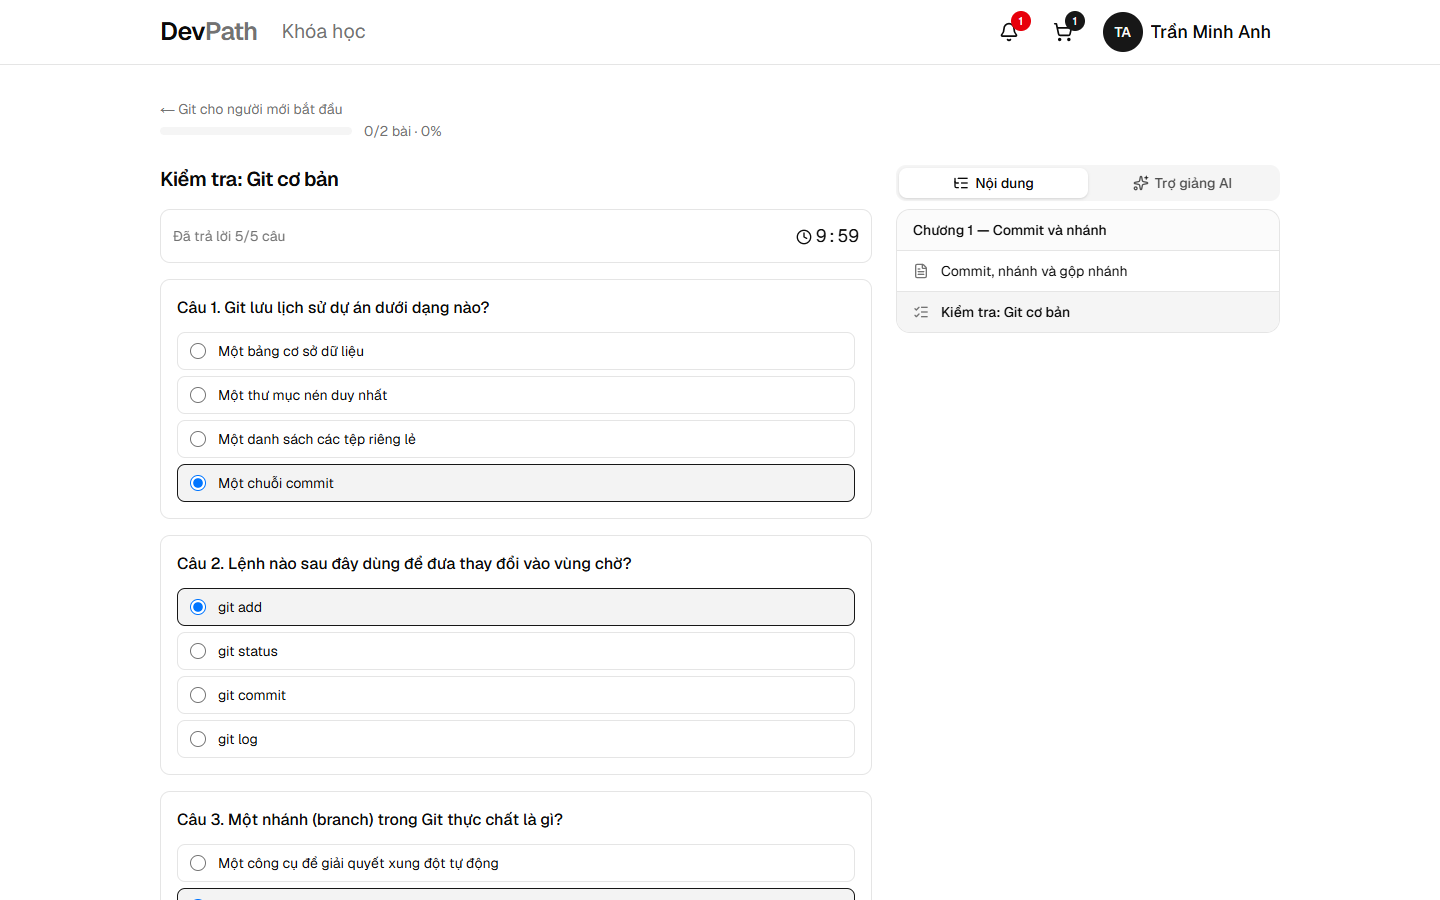 DevPath
Khóa học
1
1
TA
Trần Minh Anh
← Git cho người mới bắt đầu
0/2 bài · 0%
Kiểm tra: Git cơ bản
Đã trả lời 5/5 câu
9:59
Câu 1. Git lưu lịch sử dự án dưới dạng nào?
Một bảng cơ sở dữ liệu
Một thư mục nén duy nhất
Một danh sách các tệp riêng lẻ
Một chuỗi commit
Câu 2. Lệnh nào sau đây dùng để đưa thay đổi vào vùng chờ?
git add
git status
git commit
git log
Câu 3. Một nhánh (branch) trong Git thực chất là gì?
Một công cụ để giải quyết xung đột tự động
Nội dung
Trợ giảng AI
Chương 1 — Commit và nhánh
Commit, nhánh và gộp nhánh
Kiểm tra: Git cơ bản